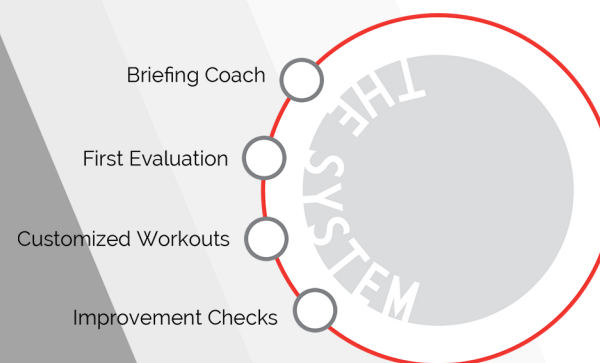 Briefing Coach
First Evaluation
Customized Workouts
Improvement Checks
THE SYSTEM